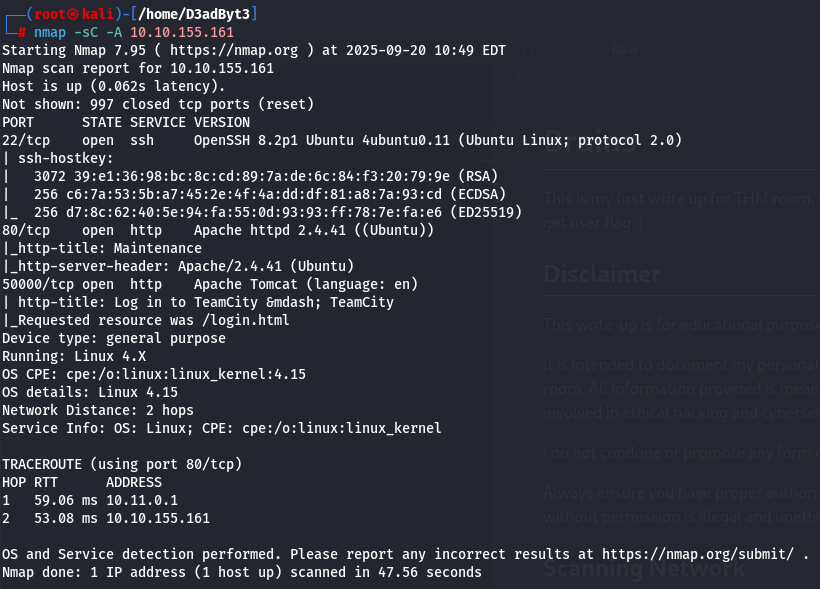 ┌──(root㉿kali)-[/home/D3adByt3]
└─# nmap -sC -A 10.10.155.161
Starting Nmap 7.95 ( https://nmap.org ) at 2025-09-20 10:49 EDT
Nmap scan report for 10.10.155.161
Host is up (0.062s latency).
Not shown: 997 closed tcp ports (reset)
PORT      STATE SERVICE VERSION
22/tcp    open  ssh     OpenSSH 8.2p1 Ubuntu 4ubuntu0.11 (Ubuntu Linux; protocol 2.0)
| ssh-hostkey:
|   3072 39:e1:36:98:bc:8c:cd:89:7a:de:6c:84:f3:20:79:9e (RSA)
|   256 c6:7a:53:5b:a7:45:2e:4f:4a:dd:df:81:a8:7a:93:cd (ECDSA)
|_  256 d7:8c:62:40:5e:94:fa:55:0d:93:93:ff:78:7e:fa:e6 (ED25519)
80/tcp    open  http    Apache httpd 2.4.41 ((Ubuntu))
|_http-title: Maintenance
|_http-server-header: Apache/2.4.41 (Ubuntu)
50000/tcp open  http    Apache Tomcat (language: en)
| http-title: Log in to TeamCity &mdash; TeamCity
|_Requested resource was /login.html
Device type: general purpose
Running: Linux 4.X
OS CPE: cpe:/o:linux:linux_kernel:4.15
OS details: Linux 4.15
Network Distance: 2 hops
Service Info: OS: Linux; CPE: cpe:/o:linux:linux_kernel
TRACEROUTE (using port 80/tcp)
HOP RTT      ADDRESS
1   59.06 ms 10.11.0.1
2   53.08 ms 10.10.155.161
OS and Service detection performed. Please report any incorrect results at https://nmap.org/submit/ .
Nmap done: 1 IP address (1 host up) scanned in 47.56 seconds
Raw
Brains
This is my first write up for THM room
get user flag :)
Disclaimer
This write-up is for educational
It is intended to document my personal
room. All information provided is
involved in ethical hacking and
I do not condone or promote any form
Always ensure you have proper
without permission is illegal and
Scanning Network